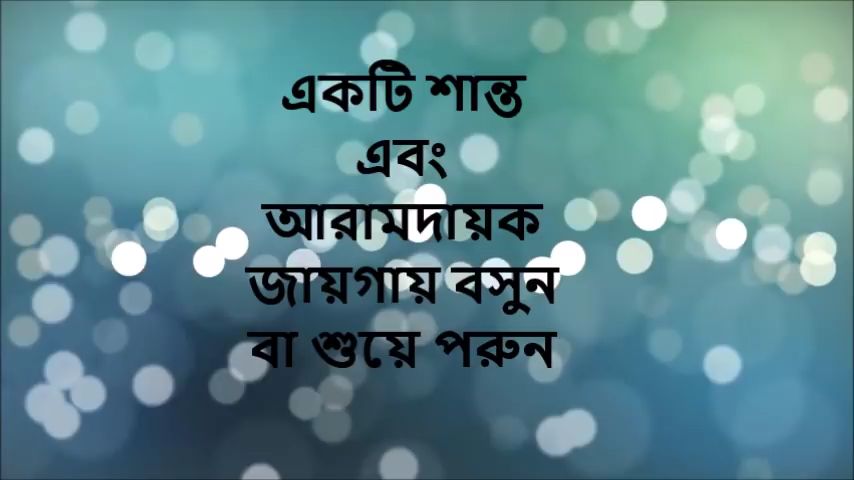 একটি শান্ত
এবং
আরামদায়ক
জায়গায় বসুন
বা শুয়ে পরুন